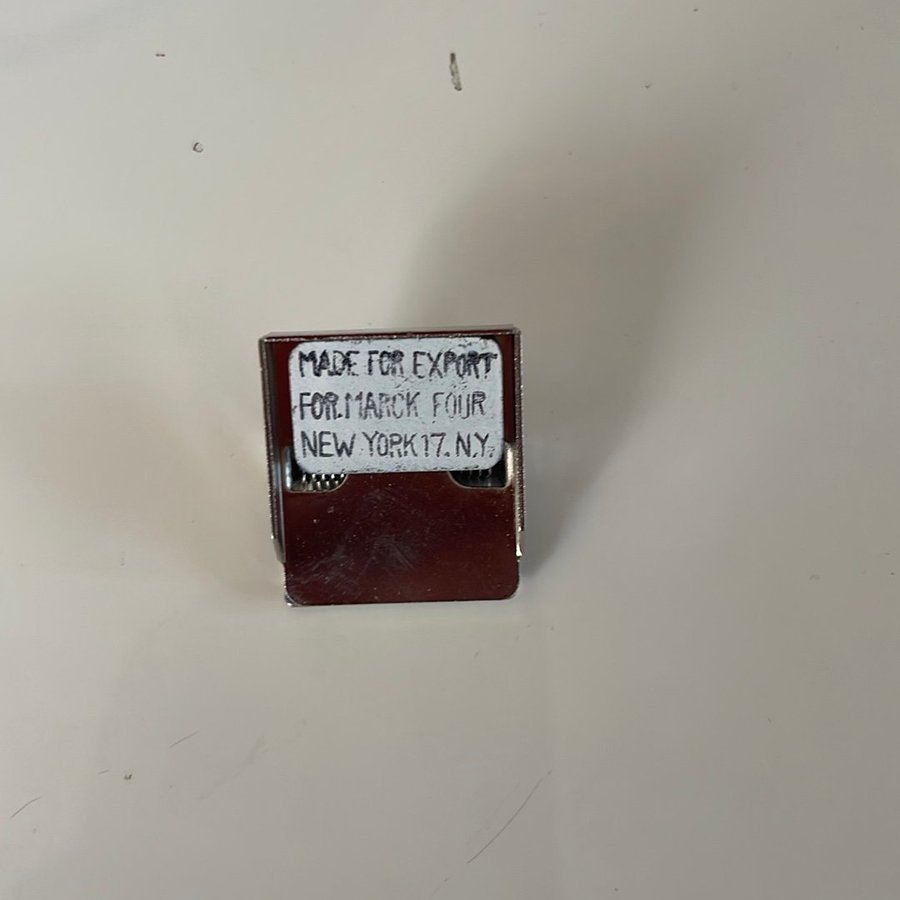 MADE FOR EXPORT
FOR.MARCK FOUR
NEW YORK 17. N.Y.